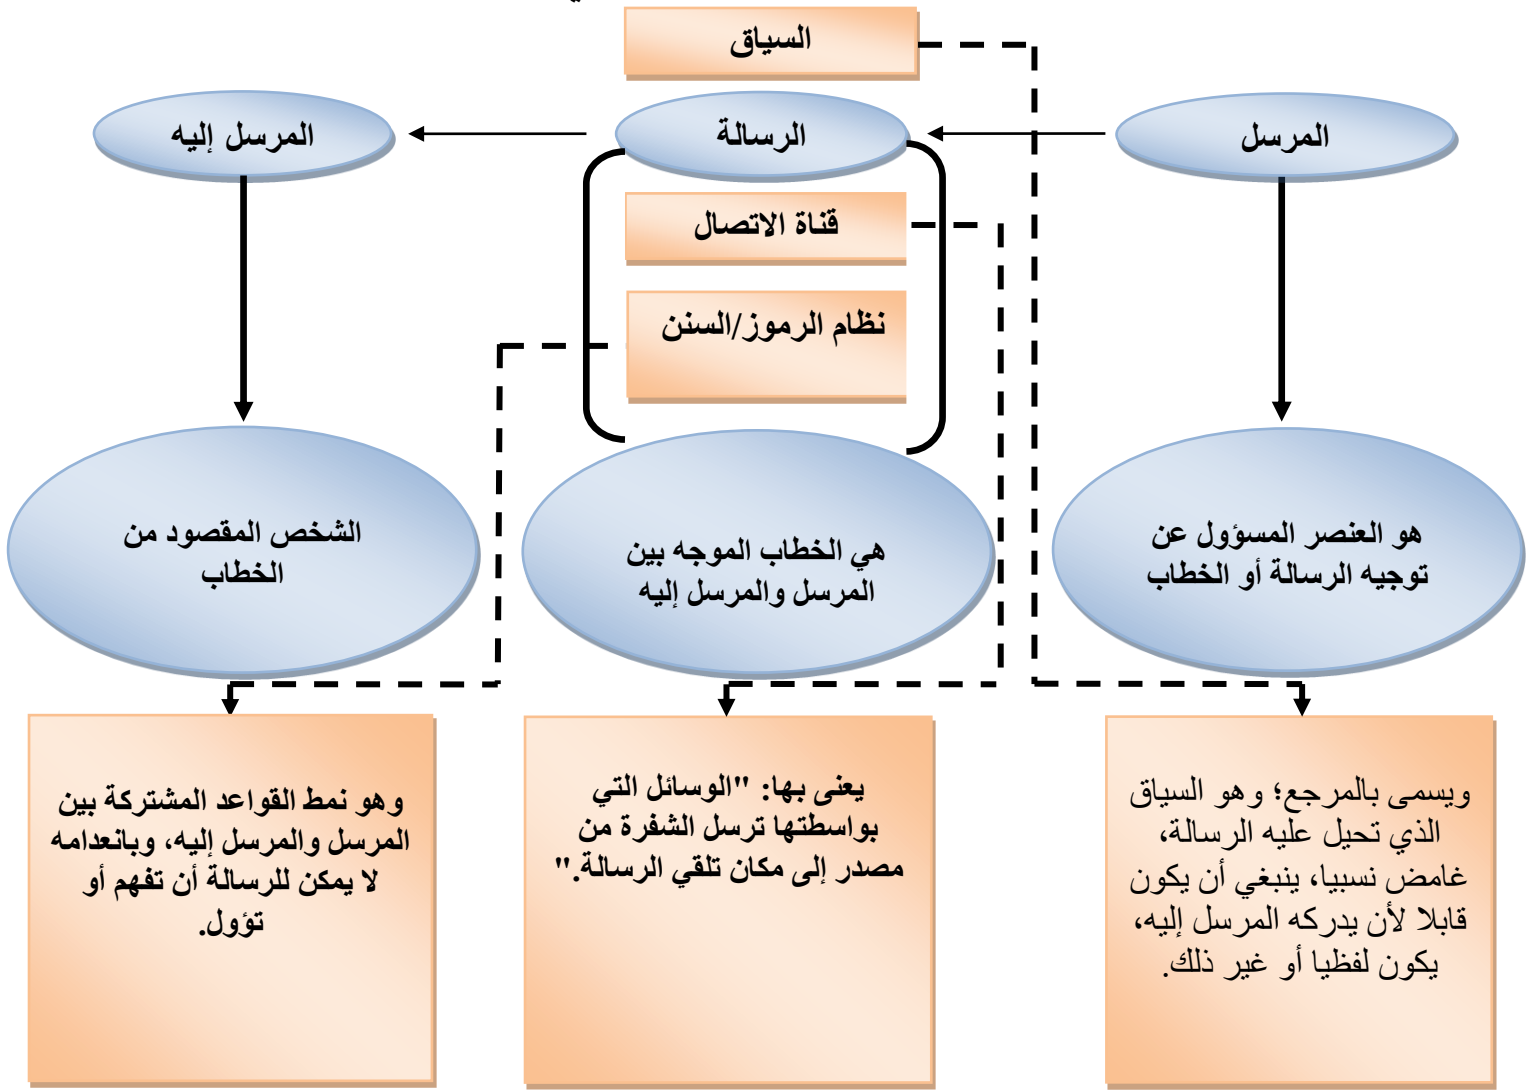 السياق
المرسل
الرسالة
المرسل إليه
قناة الاتصال
نظام الرموز/السنن
هو العنصر المسؤول عن
توجيه الرسالة أو الخطاب
هي الخطاب الموجه بين
المرسل والمرسل إليه
الشخص المقصود من
الخطاب
ويسمى بالمرجع؛ وهو السياق
الذي تحيل عليه الرسالة،
غامض نسبيا، ينبغي أن يكون
قابلا لأن يدركه المرسل إليه،
يكون لفظيا أو غير ذلك.
يعنى بها: "الوسائل التي
بواسطتها ترسل الشفرة من
مصدر إلى مكان تلقي الرسالة."
وهو نمط القواعد المشتركة بين
المرسل والمرسل إليه، وبانعدامه
لا يمكن للرسالة أن تفهم أو
تؤول.